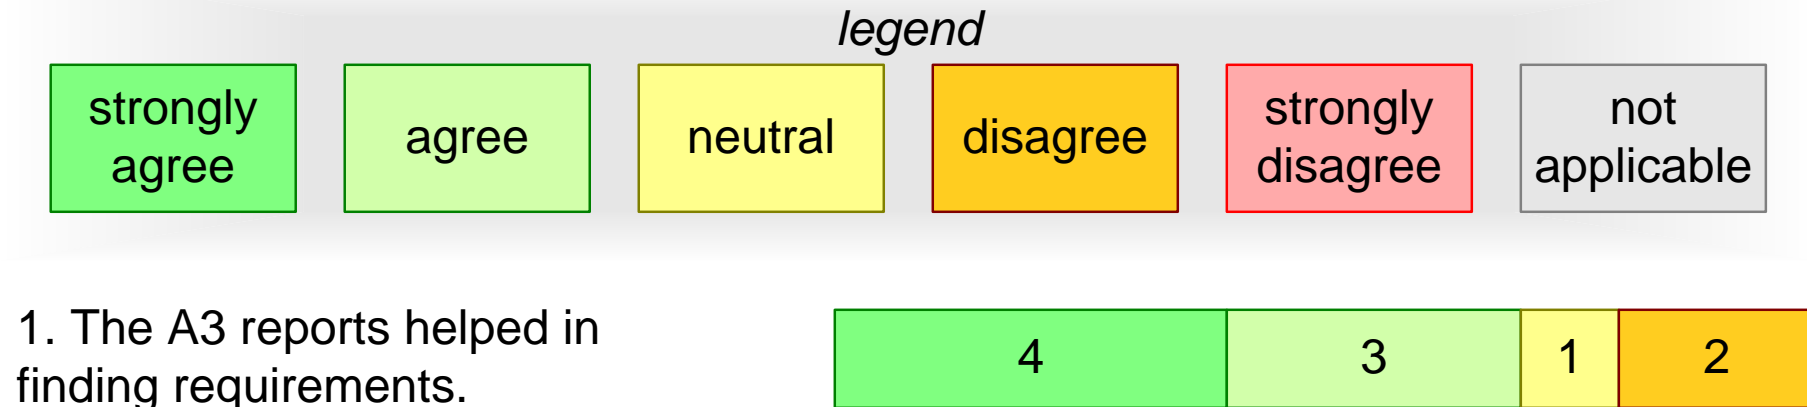 legend
strongly
agree
agree
neutral
disagree
strongly
disagree
not
applicable
1. The A3 reports helped in
finding requirements.
4 3 1 2